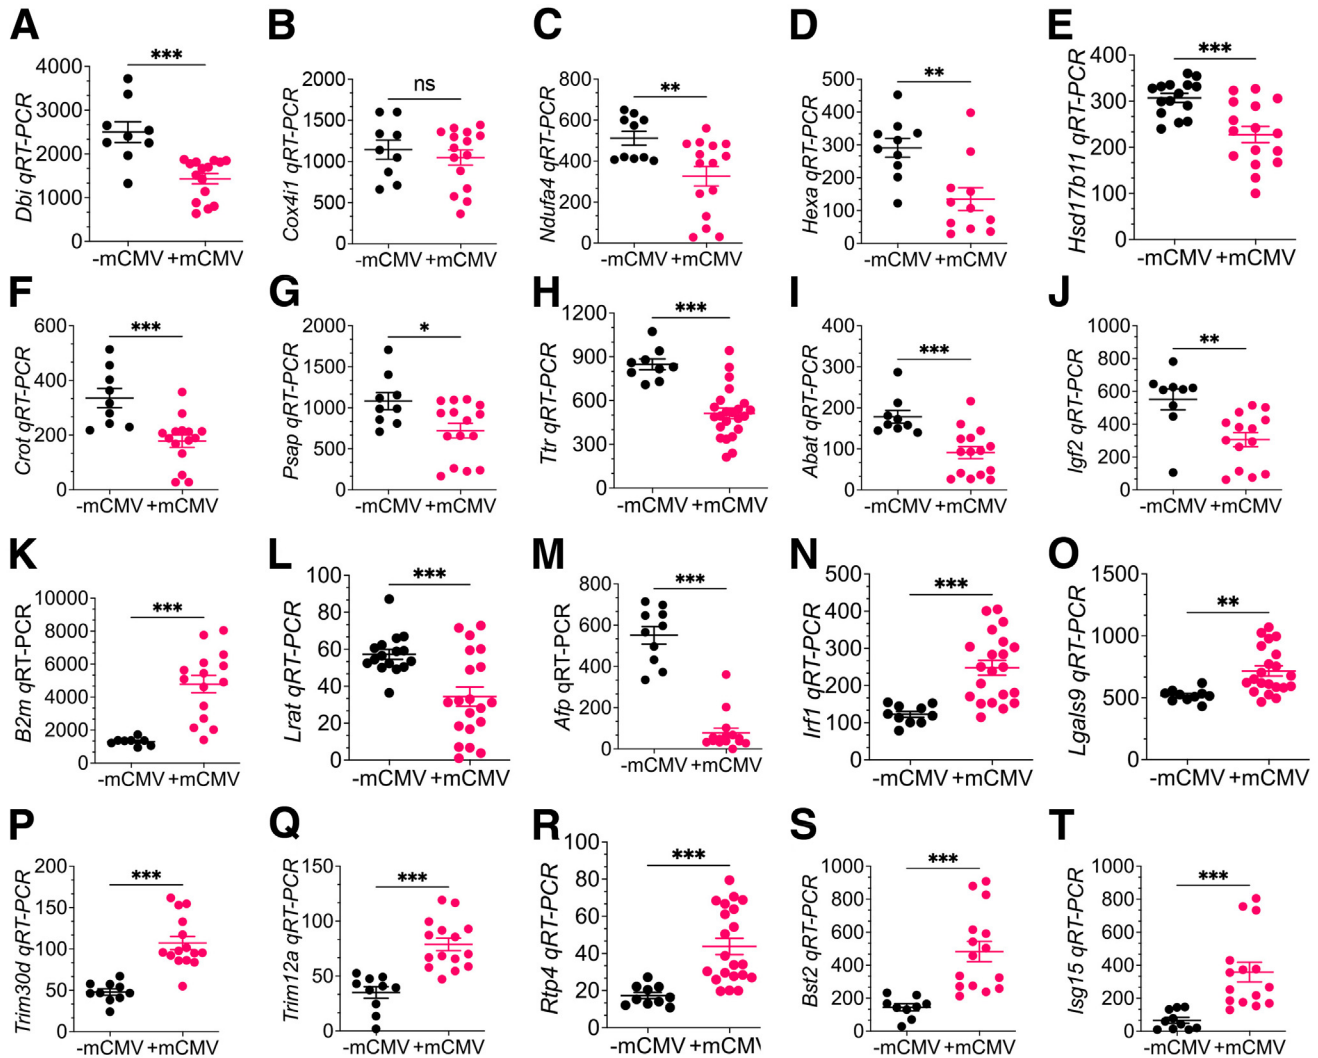 A
***
4000
3000
2000
1000
0
Dbi qRT-PCR
-mCMV +mCMV
B
ns
2000
1500
1000
500
0
Cox4i1 qRT-PCR
-mCMV +mCMV
C
**
800
600
400
200
0
Ndufa4 qRT-PCR
-mCMV +mCMV
D
**
500
400
300
200
100
0
Hexa qRT-PCR
-mCMV +mCMV
E
***
400
300
200
100
0
Hsd17b11 qRT-PCR
-mCMV +mCMV
F
***
600
400
200
0
Crot qRT-PCR
-mCMV +mCMV
G
*
2000
1500
1000
500
0
Psap qRT-PCR
-mCMV +mCMV
H
***
1200
900
600
300
0
Ttr qRT-PCR
-mCMV +mCMV
I
***
400
300
200
100
0
Abat qRT-PCR
-mCMV +mCMV
J
**
1000
800
600
400
200
0
Igf2 qRT-PCR
-mCMV +mCMV
K
***
10000
8000
6000
4000
2000
0
B2m qRT-PCR
-mCMV +mCMV
L
***
100
80
60
40
20
0
Lrat qRT-PCR
-mCMV +mCMV
M
***
800
600
400
200
0
Afp qRT-PCR
-mCMV +mCMV
N
***
500
400
300
200
100
0
Irf1 qRT-PCR
-mCMV +mCMV
O
**
1500
1000
500
0
Lgals9 qRT-PCR
-mCMV +mCMV
P
***
200
150
100
50
0
Trim30d qRT-PCR
-mCMV +mCMV
Q
***
150
100
50
0
Trim12a qRT-PCR
-mCMV +mCMV
R
***
100
80
60
40
20
0
Rtp4 qRT-PCR
-mCMV +mCMV
S
***
1000
800
600
400
200
0
Bst2 qRT-PCR
-mCMV +mCMV
T
***
1000
800
600
400
200
0
Isg15 qRT-PCR
-mCMV +mCMV